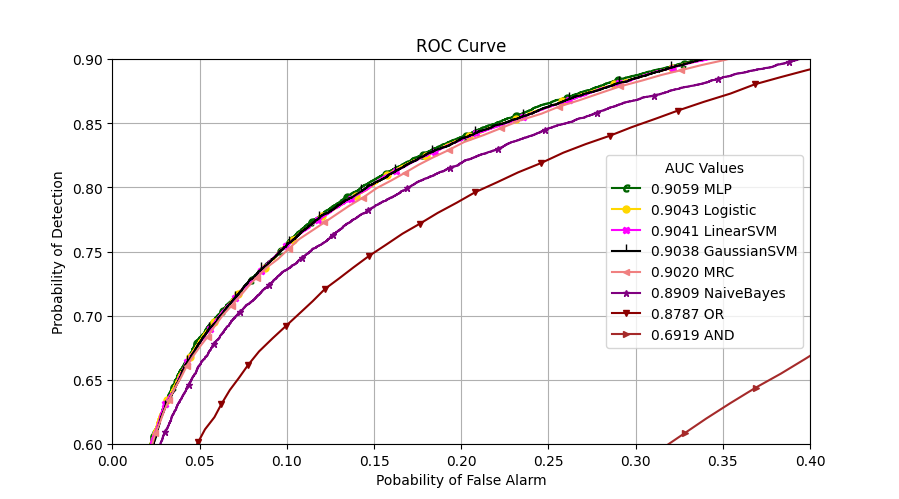 ROC Curve
Probability of Detection
0.90
0.85
0.80
0.75
0.70
0.65
0.60
AUC Values
0.9059 MLP
0.9043 Logistic
0.9041 LinearSVM
0.9038 GaussianSVM
0.9020 MRC
0.8909 NaiveBayes
0.8787 OR
0.6919 AND
0.00 0.05 0.10 0.15 0.20 0.25 0.30 0.35 0.40
Pobability of False Alarm